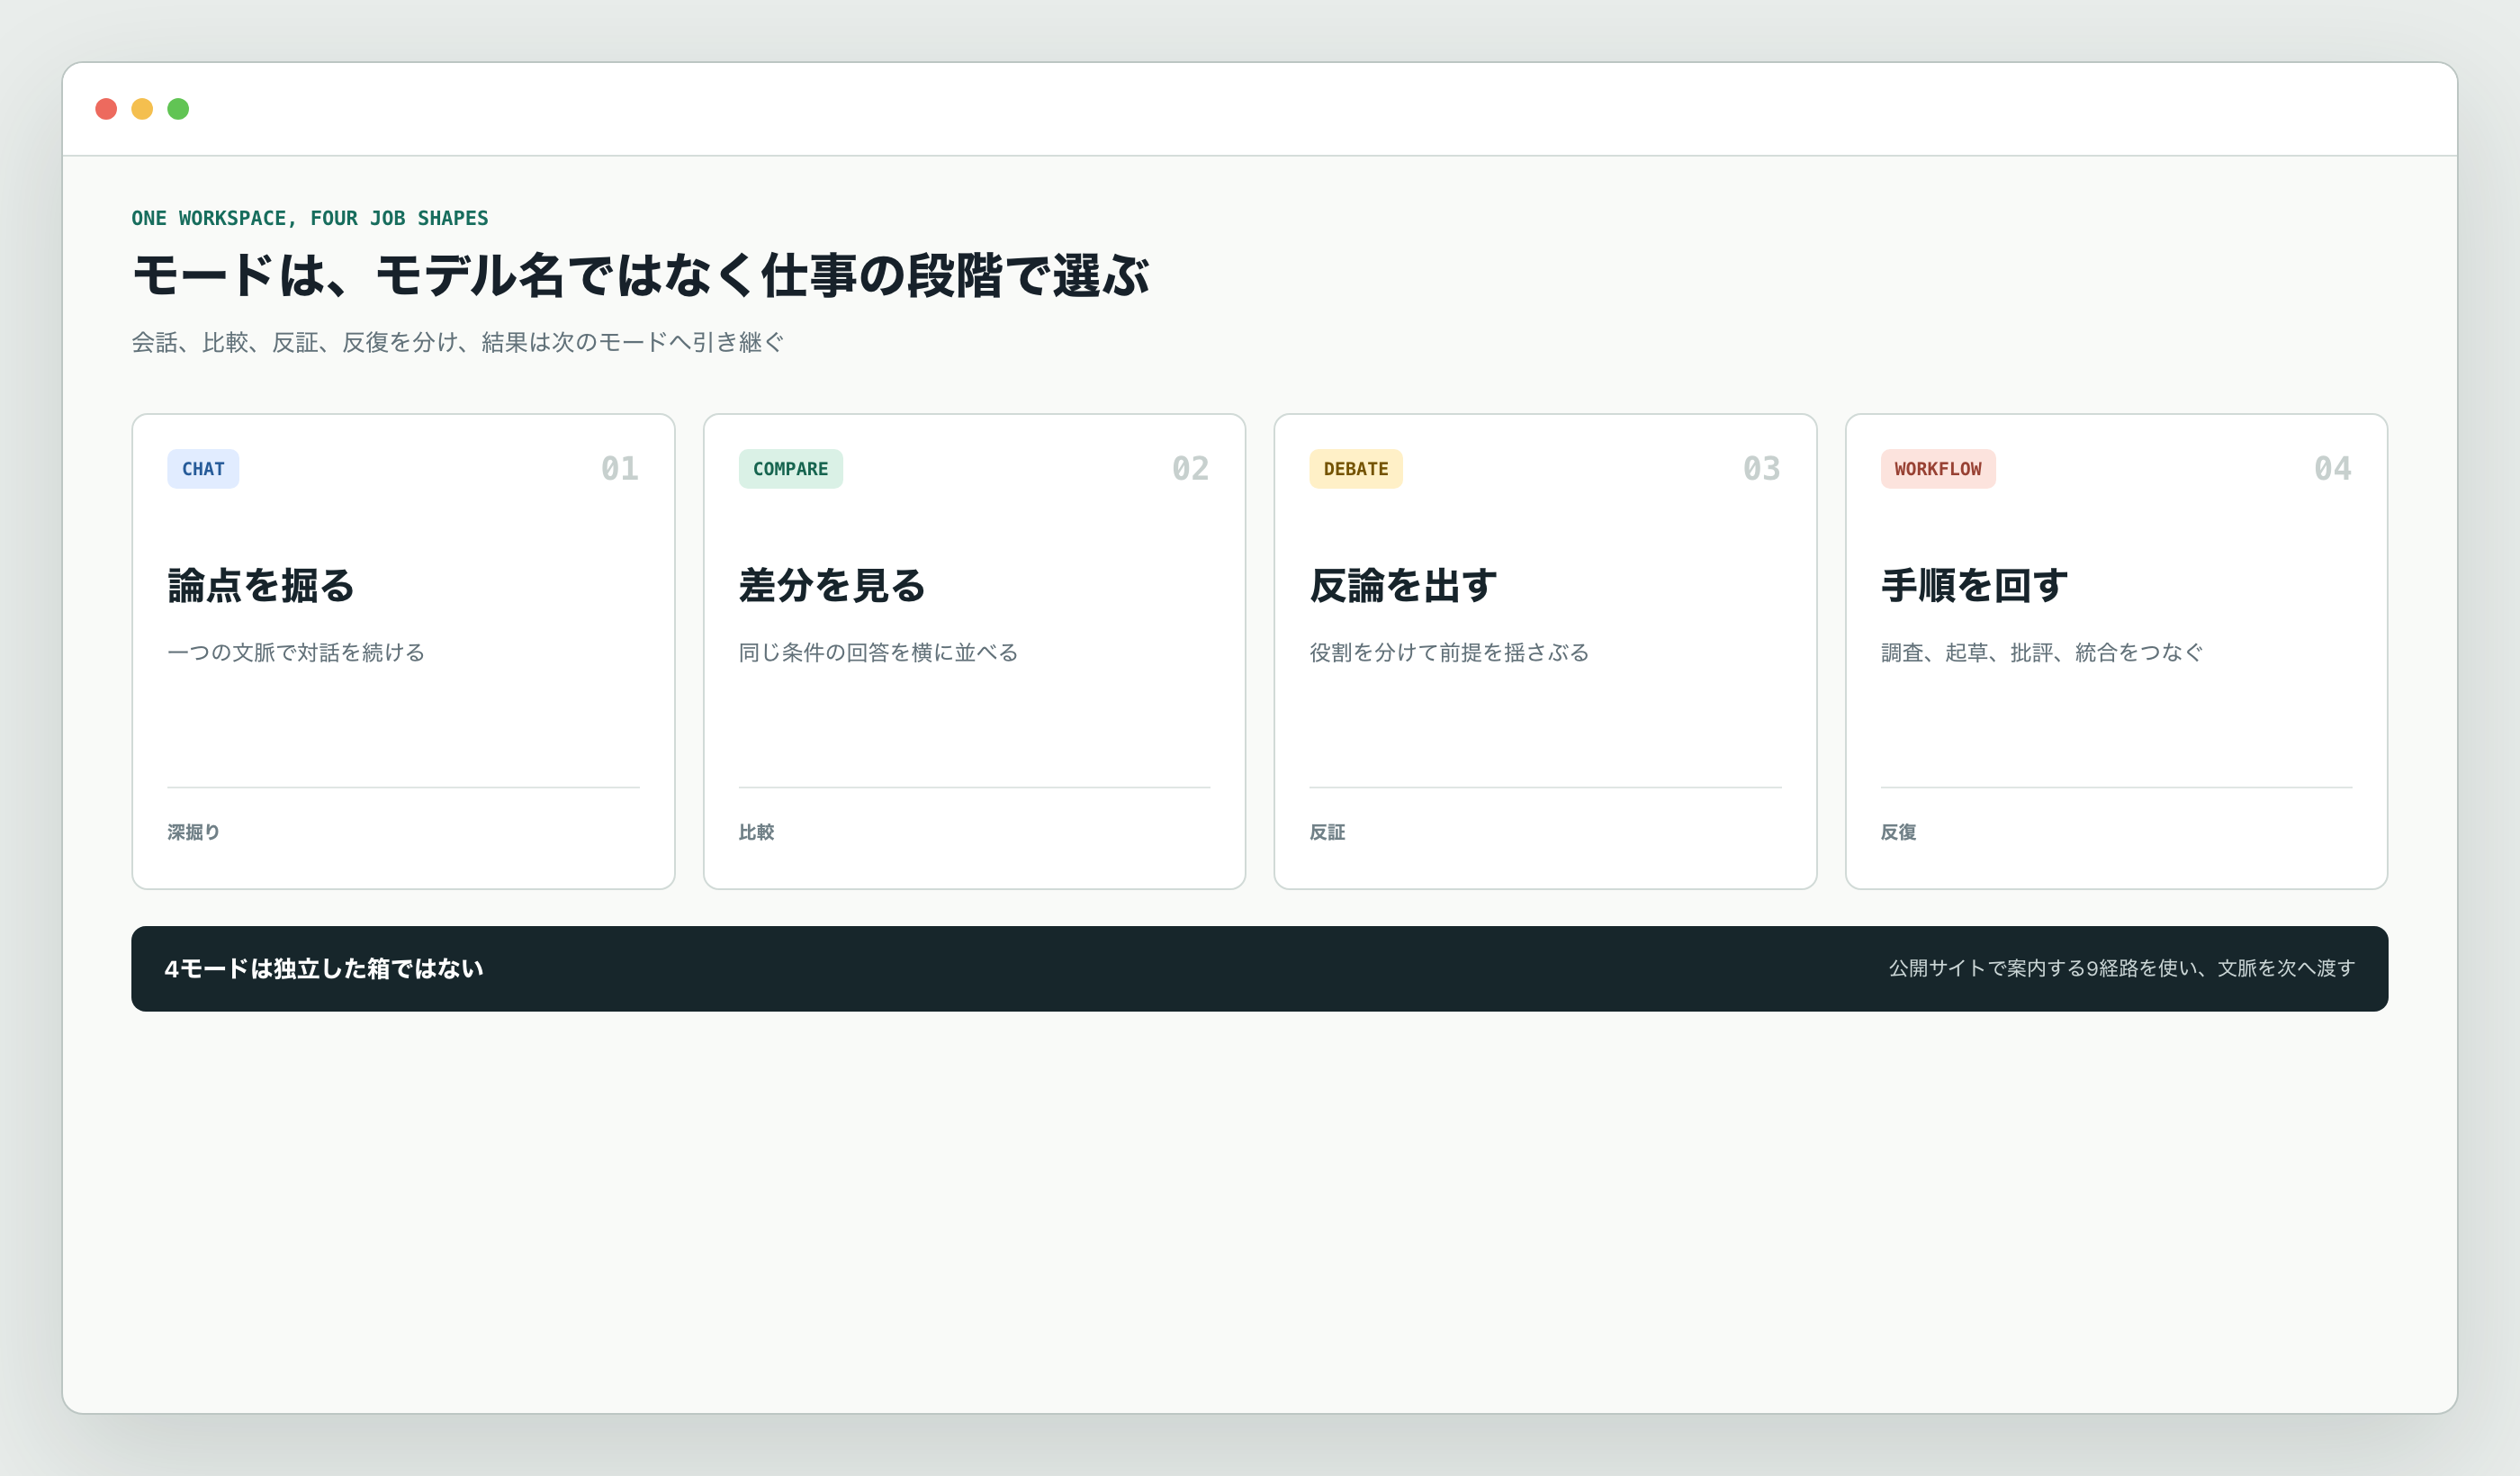 ONE WORKSPACE, FOUR JOB SHAPES
モードは、モデル名ではなく仕事の段階で選ぶ
会話、比較、反証、反復を分け、結果は次のモードへ引き継ぐ
CHAT
01
論点を掘る
一つの文脈で対話を続ける
深掘り
COMPARE
02
差分を見る
同じ条件の回答を横に並べる
比較
DEBATE
03
反論を出す
役割を分けて前提を揺さぶる
反証
WORKFLOW
04
手順を回す
調査、起草、批評、統合をつなぐ
反復
4モードは独立した箱ではない
公開サイトで案内する9経路を使い、文脈を次へ渡す